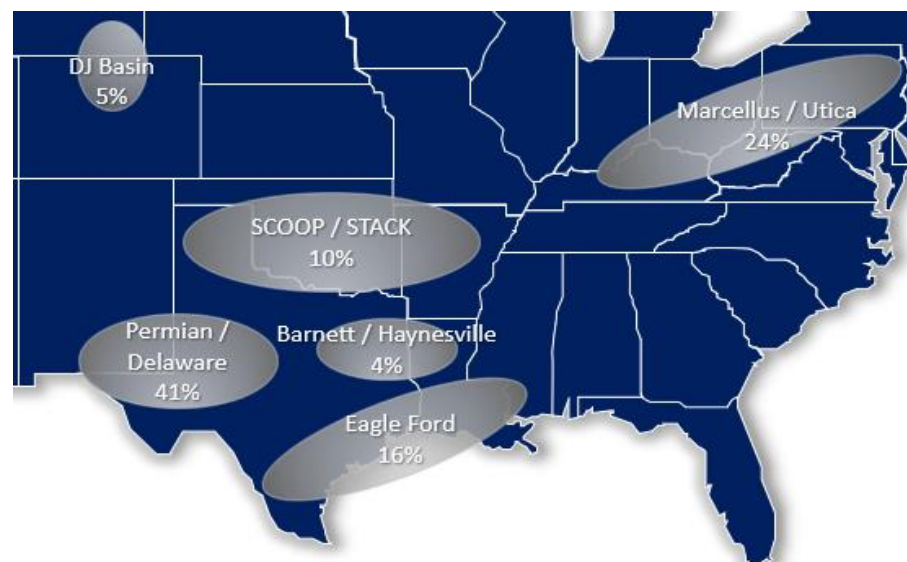 DJ Basin
5%
Marcellus / Utica
24%
SCOOP / STACK
10%
Permian /
Delaware
41%
Barnett / Haynesville
4%
Eagle Ford
16%